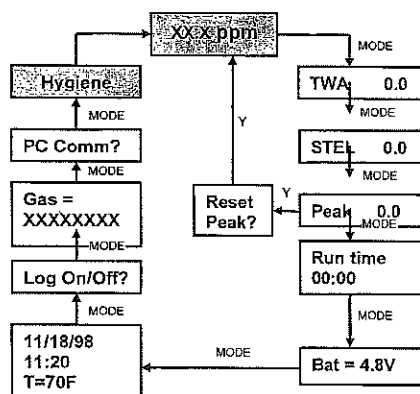 XX.X ppm
MODE
Hygiene
TWA 0.0
MODE
MODE
Y
PC Comm?
STEL 0.0
MODE
MODE
Gas =
XXXXXXXX
Reset
Peak?
Y
Peak 0.0
MODE
MODE
Log On/Off?
Run time
00:00
MODE
11/18/98
11:20
T=70F
MODE
MODE
Bat = 4.8V